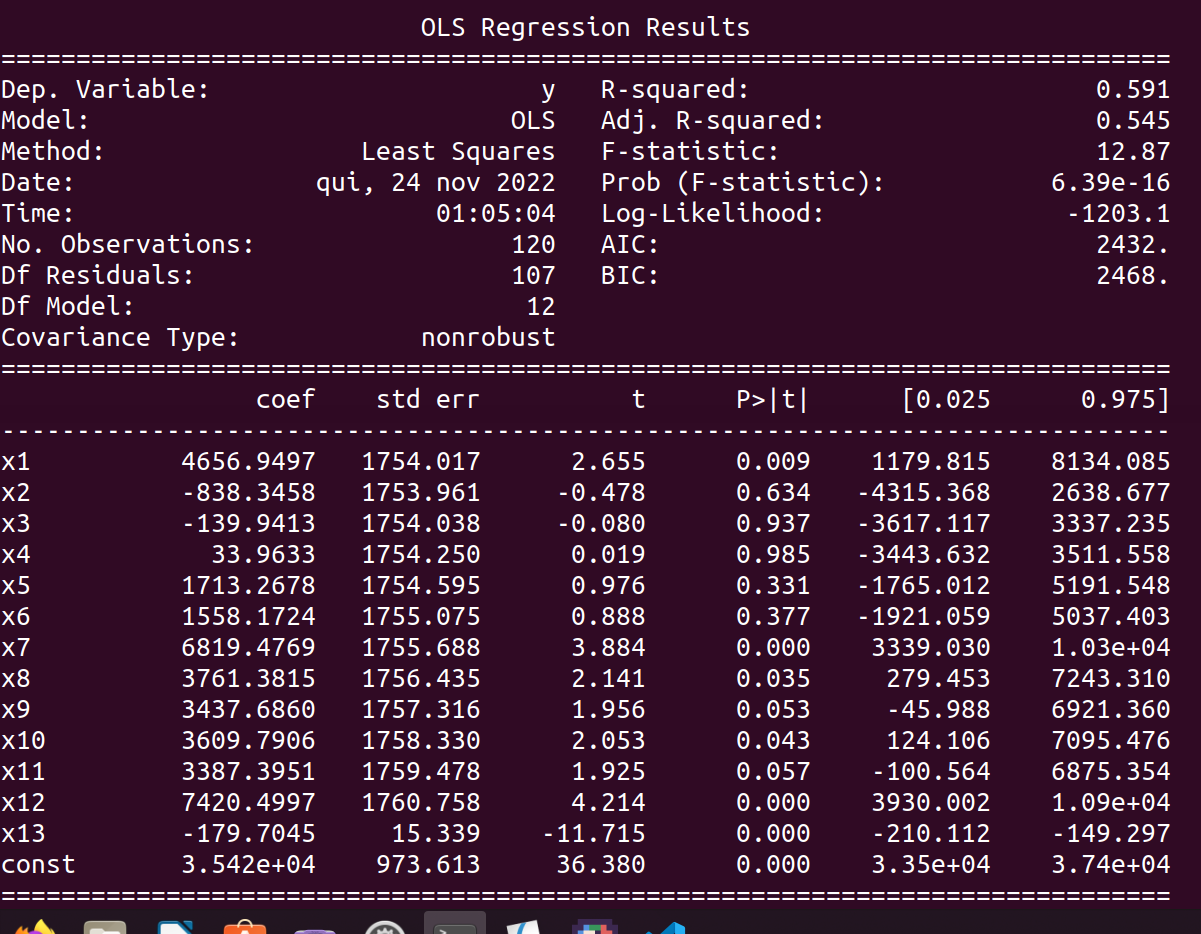 OLS Regression Results
==============================================================================
Dep. Variable: y R-squared: 0.591
Model: OLS Adj. R-squared: 0.545
Method: Least Squares F-statistic: 12.87
Date: qui, 24 nov 2022 Prob (F-statistic): 6.39e-16
Time: 01:05:04 Log-Likelihood: -1203.1
No. Observations: 120 AIC: 2432.
Df Residuals: 107 BIC: 2468.
Df Model: 12
Covariance Type: nonrobust
==============================================================================
coef std err t P>|t| [0.025 0.975]
------------------------------------------------------------------------------
x1 4656.9497 1754.017 2.655 0.009 1179.815 8134.085
x2 -838.3458 1753.961 -0.478 0.634 -4315.368 2638.677
x3 -139.9413 1754.038 -0.080 0.937 -3617.117 3337.235
x4 33.9633 1754.250 0.019 0.985 -3443.632 3511.558
x5 1713.2678 1754.595 0.976 0.331 -1765.012 5191.548
x6 1558.1724 1755.075 0.888 0.377 -1921.059 5037.403
x7 6819.4769 1755.688 3.884 0.000 3339.030 1.03e+04
x8 3761.3815 1756.435 2.141 0.035 279.453 7243.310
x9 3437.6860 1757.316 1.956 0.053 -45.988 6921.360
x10 3609.7906 1758.330 2.053 0.043 124.106 7095.476
x11 3387.3951 1759.478 1.925 0.057 -100.564 6875.354
x12 7420.4997 1760.758 4.214 0.000 3930.002 1.09e+04
x13 -179.7045 15.339 -11.715 0.000 -210.112 -149.297
const 3.542e+04 973.613 36.380 0.000 3.35e+04 3.74e+04
==============================================================================